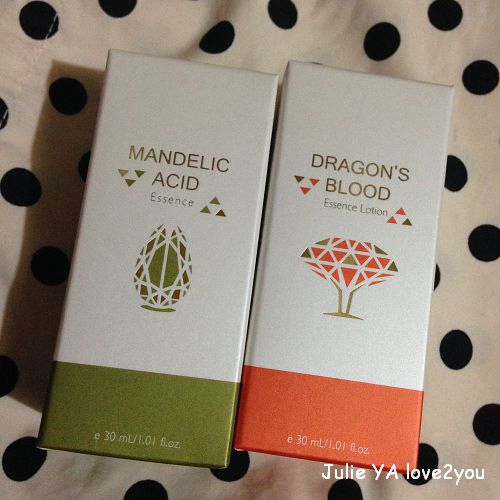 MANDELIC
ACID
Essence
e 30 mL/1.01 fl.oz.
DRAGON'S
BLOOD
Essence Lotion
e 30 mL/1.01 fl.oz.
Julie YA love2you